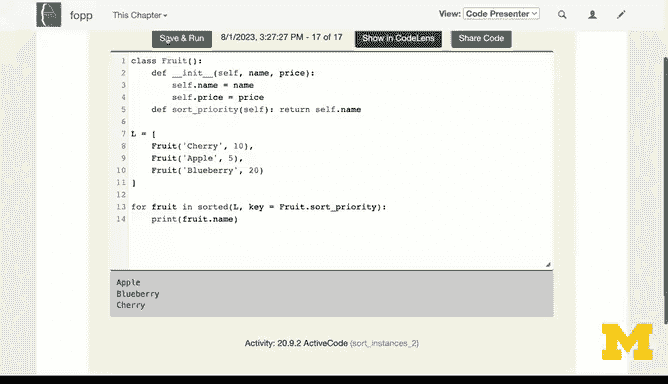 fopp This Chapter View: Code Presenter
Save & Run 8/1/2023, 3:27:27 PM - 17 of 17 Show in CodeLens Share Code
1 class Fruit():
2     def __init__(self, name, price):
3         self.name = name
4         self.price = price
5     def sort_priority(self): return self.name
6
7 L = [
8     Fruit('Cherry', 10),
9     Fruit('Apple', 5),
10     Fruit('Blueberry', 20)
11 ]
12
13 for fruit in sorted(L, key = Fruit.sort_priority):
14     print(fruit.name)
Apple
Blueberry
Cherry
Activity: 20.9.2 ActiveCode (sort_instances_2)
M